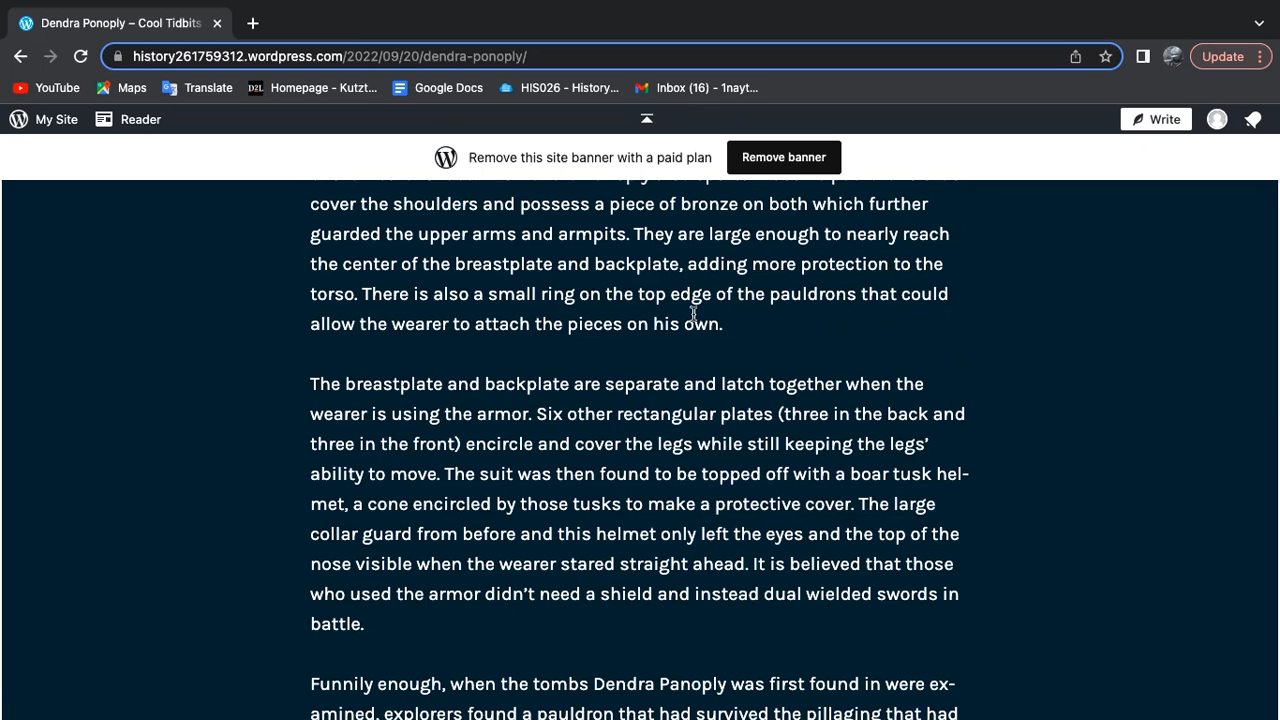 Dendra Ponoply – Cool Tidbits
history261759312.wordpress.com/2022/09/20/dendra-ponoply/
Update
YouTube Maps Translate D2L Homepage - Kutzt... Google Docs HIS026 - History... Inbox (16) - 1nayt...
My Site Reader Write
Remove this site banner with a paid plan Remove banner
cover the shoulders and possess a piece of bronze on both which further
guarded the upper arms and armpits. They are large enough to nearly reach
the center of the breastplate and backplate, adding more protection to the
torso. There is also a small ring on the top edge of the pauldrons that could
allow the wearer to attach the pieces on his own.
The breastplate and backplate are separate and latch together when the
wearer is using the armor. Six other rectangular plates (three in the back and
three in the front) encircle and cover the legs while still keeping the legs’
ability to move. The suit was then found to be topped off with a boar tusk hel-
met, a cone encircled by those tusks to make a protective cover. The large
collar guard from before and this helmet only left the eyes and the top of the
nose visible when the wearer stared straight ahead. It is believed that those
who used the armor didn’t need a shield and instead dual wielded swords in
battle.
Funnily enough, when the tombs Dendra Panoply was first found in were ex-
amined, explorers found a pauldron that had survived the pillaging that had